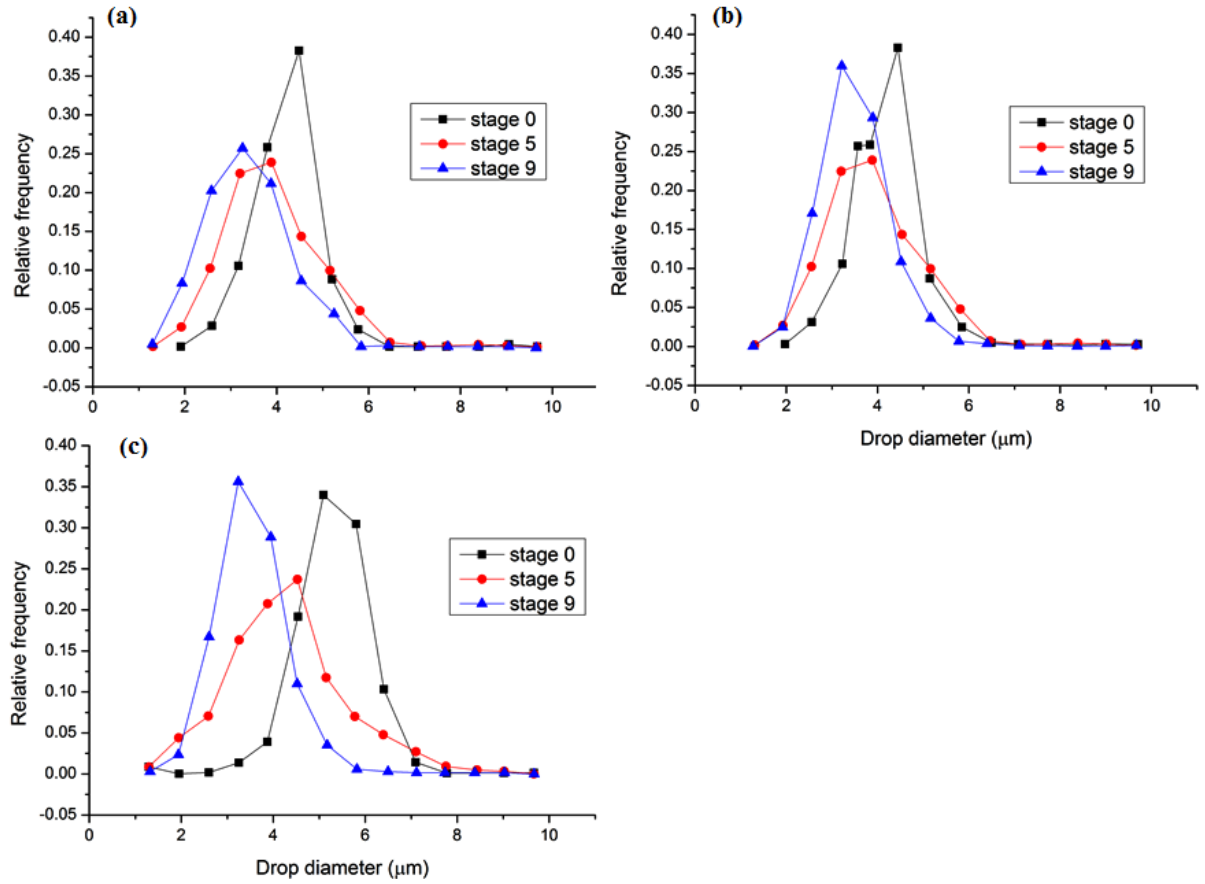 (a)
0.40
0.35
0.30
0.25
0.20
0.15
0.10
0.05
0.00
-0.05
Relative frequency
stage 0
stage 5
stage 9
0 2 4 6 8 10
(b)
0.40
0.35
0.30
0.25
0.20
0.15
0.10
0.05
0.00
-0.05
Relative frequency
stage 0
stage 5
stage 9
0 2 4 6 8 10
Drop diameter (μm)
(c)
0.40
0.35
0.30
0.25
0.20
0.15
0.10
0.05
0.00
-0.05
Relative frequency
stage 0
stage 5
stage 9
0 2 4 6 8 10
Drop diameter (μm)